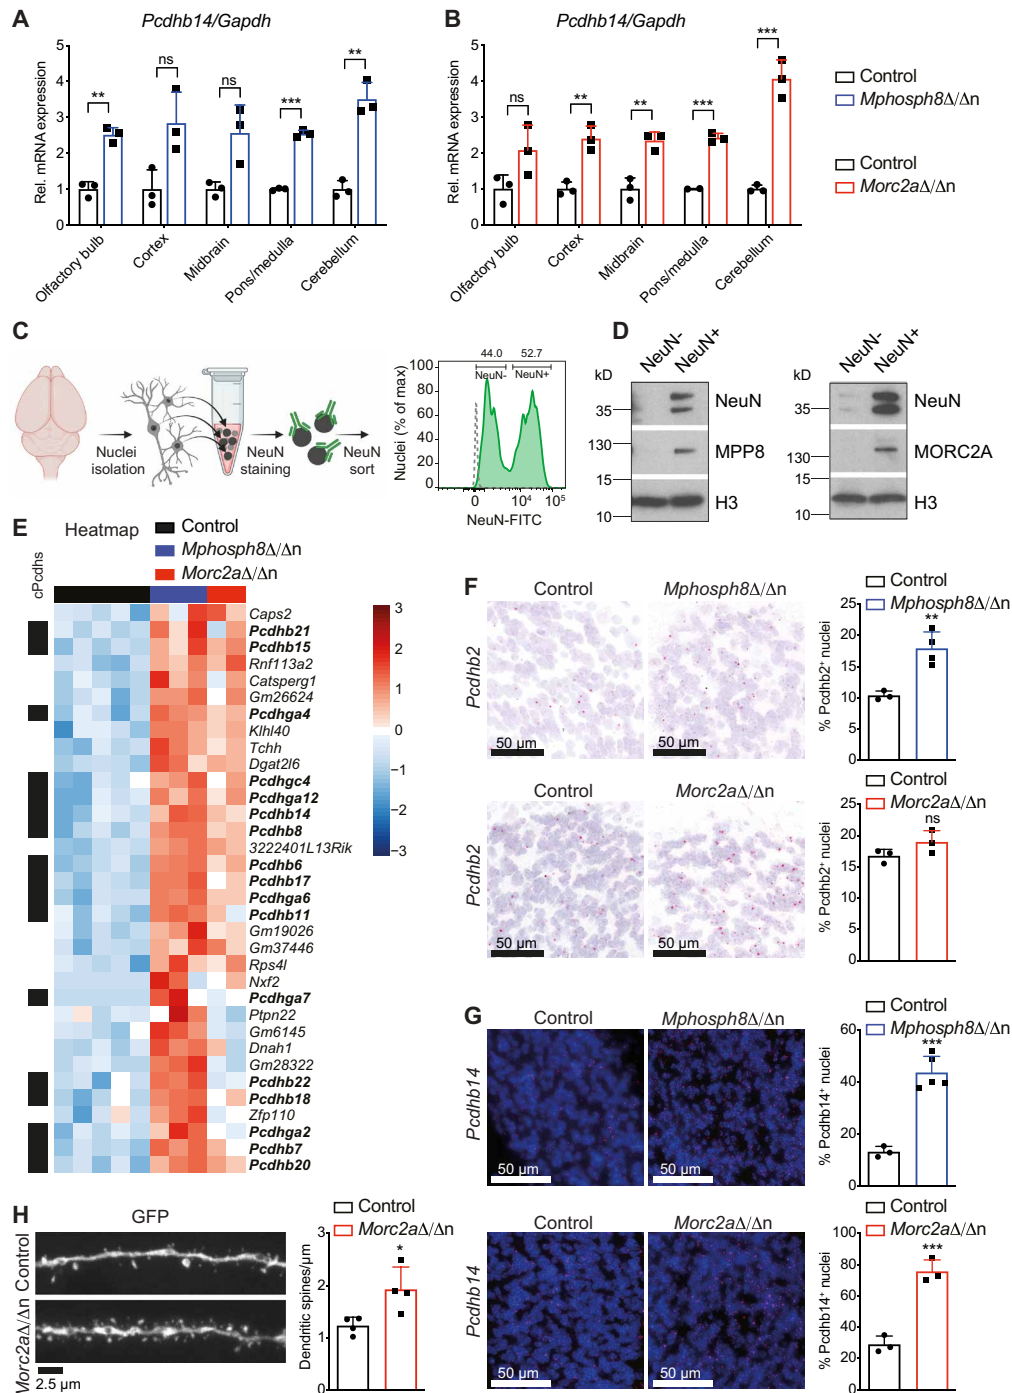 A
Pcdhb14/Gapdh
Rel. mRNA expression
5
4
3
2
1
0
**
ns
ns
***
**
Olfactory bulb
Cortex
Midbrain
Pons/medulla
Cerebellum
B
Pcdhb14/Gapdh
Rel. mRNA expression
5
4
3
2
1
0
ns
**
**
***
***
Olfactory bulb
Cortex
Midbrain
Pons/medulla
Cerebellum
Control
Mphosph8Δ/Δn
Control
Morc2aΔ/Δn
C
Nuclei isolation
NeuN staining
NeuN sort
44.0 52.7
NeuN- NeuN+
Nuclei (% of max)
100
80
60
40
20
0
0 10⁴ 10⁵
NeuN-FITC
D
NeuN- NeuN+
kD
35
130
15
10
NeuN
MPP8
H3
NeuN- NeuN+
kD
35
130
15
10
NeuN
MORC2A
H3
E
Heatmap
Control
Mphosph8Δ/Δn
Morc2aΔ/Δn
cPcdhs
Caps2
Pcdhb21
Pcdhb15
Rnf113a2
Catsperg1
Gm26624
Pcdhga4
Klhl40
Tchh
Dgat2l6
Pcdhgc4
Pcdhga12
Pcdhb14
Pcdhb8
3222401L13Rik
Pcdhb6
Pcdhb17
Pcdhga6
Pcdhb11
Gm19026
Gm37446
Rps4l
Nxf2
Pcdhga7
Ptpn22
Gm6145
Dnah1
Gm28322
Pcdhb22
Pcdhb18
Zfp110
Pcdhga2
Pcdhb7
Pcdhb20
3
2
1
0
−1
−2
−3
F
Control
Mphosph8Δ/Δn
Pcdhb2
50 µm
50 µm
Control
Mphosph8Δ/Δn
% Pcdhb2⁺ nuclei
25
20
15
10
5
0
**
Control
Morc2aΔ/Δn
Pcdhb2
50 µm
50 µm
Control
Morc2aΔ/Δn
% Pcdhb2⁺ nuclei
25
20
15
10
5
0
ns
G
Control
Mphosph8Δ/Δn
Pcdhb14
50 µm
50 µm
Control
Mphosph8Δ/Δn
% Pcdhb14⁺ nuclei
60
40
20
0
***
Control
Morc2aΔ/Δn
Pcdhb14
50 µm
50 µm
Control
Morc2aΔ/Δn
% Pcdhb14⁺ nuclei
100
80
60
40
20
0
***
H
GFP
Control
Morc2aΔ/Δn
2.5 µm
Control
Morc2aΔ/Δn
Dendritic spines/µm
3
2
1
0
*